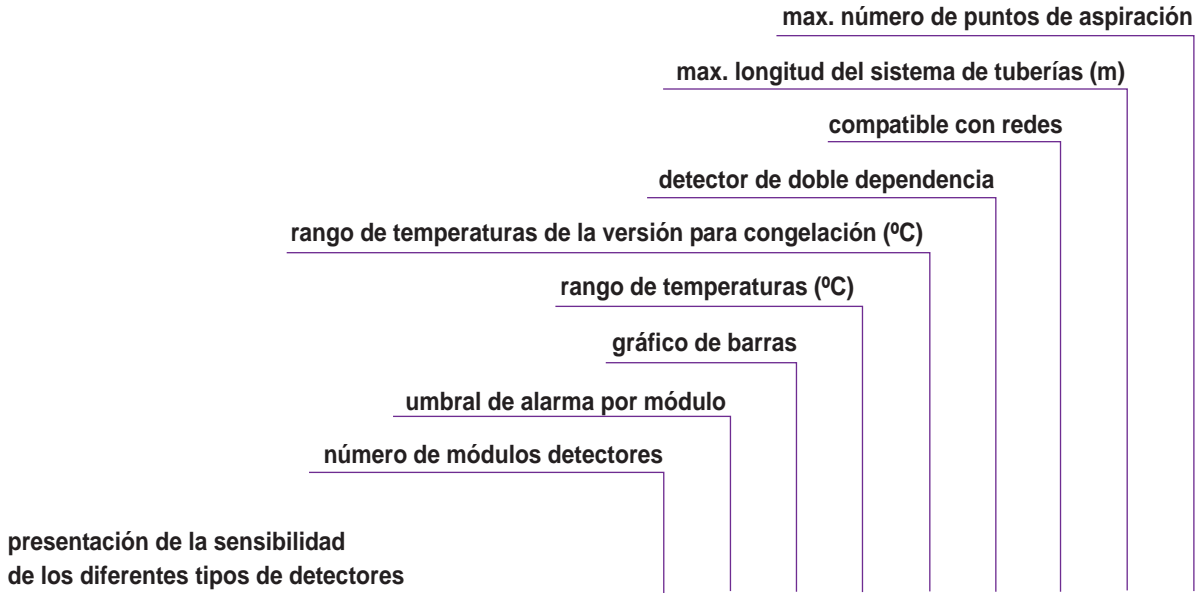 max. número de puntos de aspiración
max. longitud del sistema de tuberías (m)
compatible con redes
detector de doble dependencia
rango de temperaturas de la versión para congelación (ºC)
rango de temperaturas (ºC)
gráfico de barras
umbral de alarma por módulo
número de módulos detectores
presentación de la sensibilidad
de los diferentes tipos de detectores